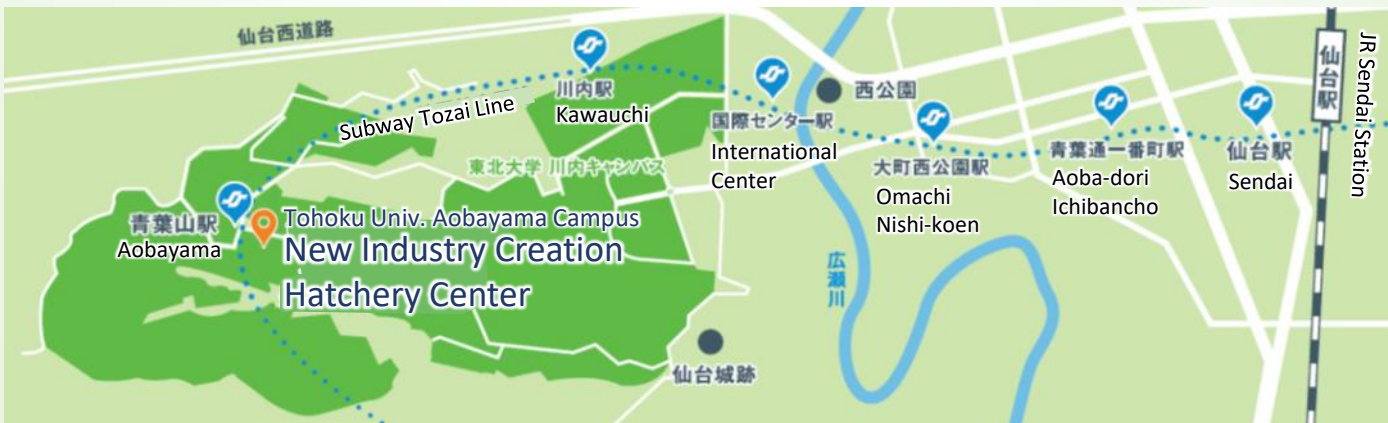 仙台西道路
Subway Tozai Line
川内駅
Kawauchi
東北大学 川内キャンパス
青葉山駅
Aobayama
Tohoku Univ. Aobayama Campus
New Industry Creation
Hatchery Center
国際センター駅
International
Center
西公園
大町西公園駅
Omachi
Nishi-koen
青葉通一番町駅
Aoba-dori
Ichibancho
仙台駅
Sendai
仙台駅
JR Sendai Station
広瀬川
仙台城跡